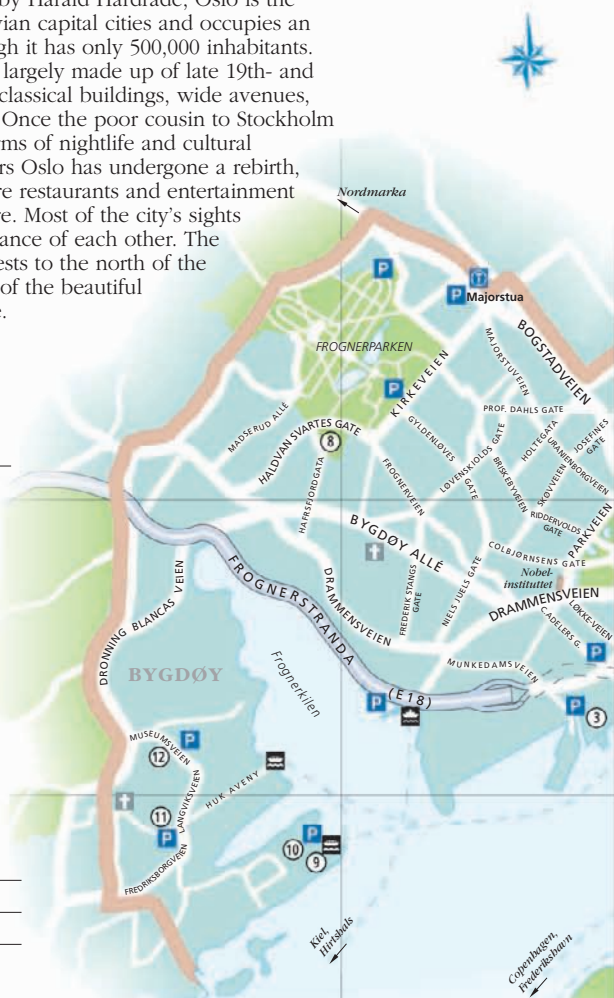 by Harald Hardråde, Oslo is the
vian capital cities and occupies an
gh it has only 500,000 inhabitants.
largely made up of late 19th- and
classical buildings, wide avenues,
Once the poor cousin to Stockholm
rms of nightlife and cultural
rs Oslo has undergone a rebirth,
re restaurants and entertainment
re. Most of the city's sights
ance of each other. The
ests to the north of the
of the beautiful
e.
Nordmarka
P
T
P Majorstua
BOGSTADVEIEN
FROGNERPARKEN
MAJORSTUVEIEN
P
KIRKEVEIEN
PROF. DAHLS GATE
MADSERUD ALLÉ
HALDVAN SVARTES GATE
8
GYLDENLØVES
GATE
LØVENSKIOLDS GATE
HOLTEGATA
JOSEFINES
GATE
URANIENBORGVEIEN
HAFRSFJORDGATA
FROGNERVEIEN
BRISKEBYVEIEN
SKOVVEIEN
RIDDERVOLDS
GATE
PARKVEIEN
BYGDØY ALLÉ
COLBJØRNSENS GATE
Nobel-
instituttet
FROGNERSTRANDA
(E18)
DRAMMENSVEIEN
FREDERIK STANGS
GATE
NIELS JUELS GATE
DRAMMENSVEIEN
C.ADELERS G.
LØKKE-VEIEN
DRONNING BLANCAS VEIEN
P
MUNKEDAMSVEIEN
BYGDØY
Frognerkilen
P
P
3
MUSEUMSVEIEN
P
12
LANGVIKSVEIEN
HUK AVENY
11
P
P
10
9
FREDRIKSBORGVEIEN
Kiel,
Hirtshals
Copenhagen,
Frederikshavn